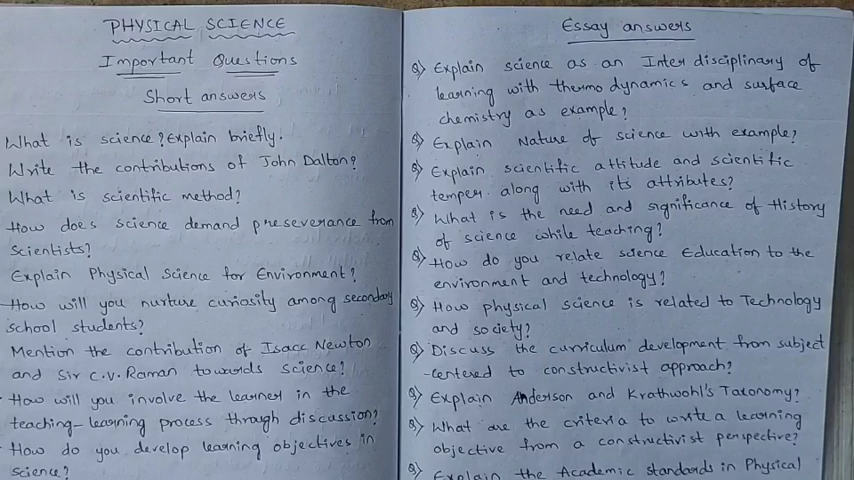 PHYSICAL SCIENCE
Important Questions
Short answers
What is science? Explain briefly.
Write the contributions of John Dalton?
What is scientific method?
How does science demand preseverance from
scientists?
Explain Physical Science for Environment?
How will you nurture curiosity among secondary
school students?
Mention the contribution of Isacc Newton
and Sir C.V. Raman towards science?
How will you involve the learner in the
teaching-learning process through discussion?
How do you develop learning objectives in
science?
Essay answers
Q) Explain science as an Inter disciplinary of
learning with thermo dynamics and surface
chemistry as example?
Q) Explain Nature of science with example?
Q) Explain scientific attitude and scientific
temper along with its attributes?
Q) What is the need and significance of History
of science while teaching?
Q) How do you relate science Education to the
environment and technology?
Q) How physical science is related to Technology
and society?
Q) Discuss the curriculum development from subject
-centered to constructivist approach?
Q) Explain Anderson and Krathwohl's Taxonomy?
Q) What are the criteria to write a learning
objective from a constructivist perspective?
Q) Explain the Academic standards in Physical